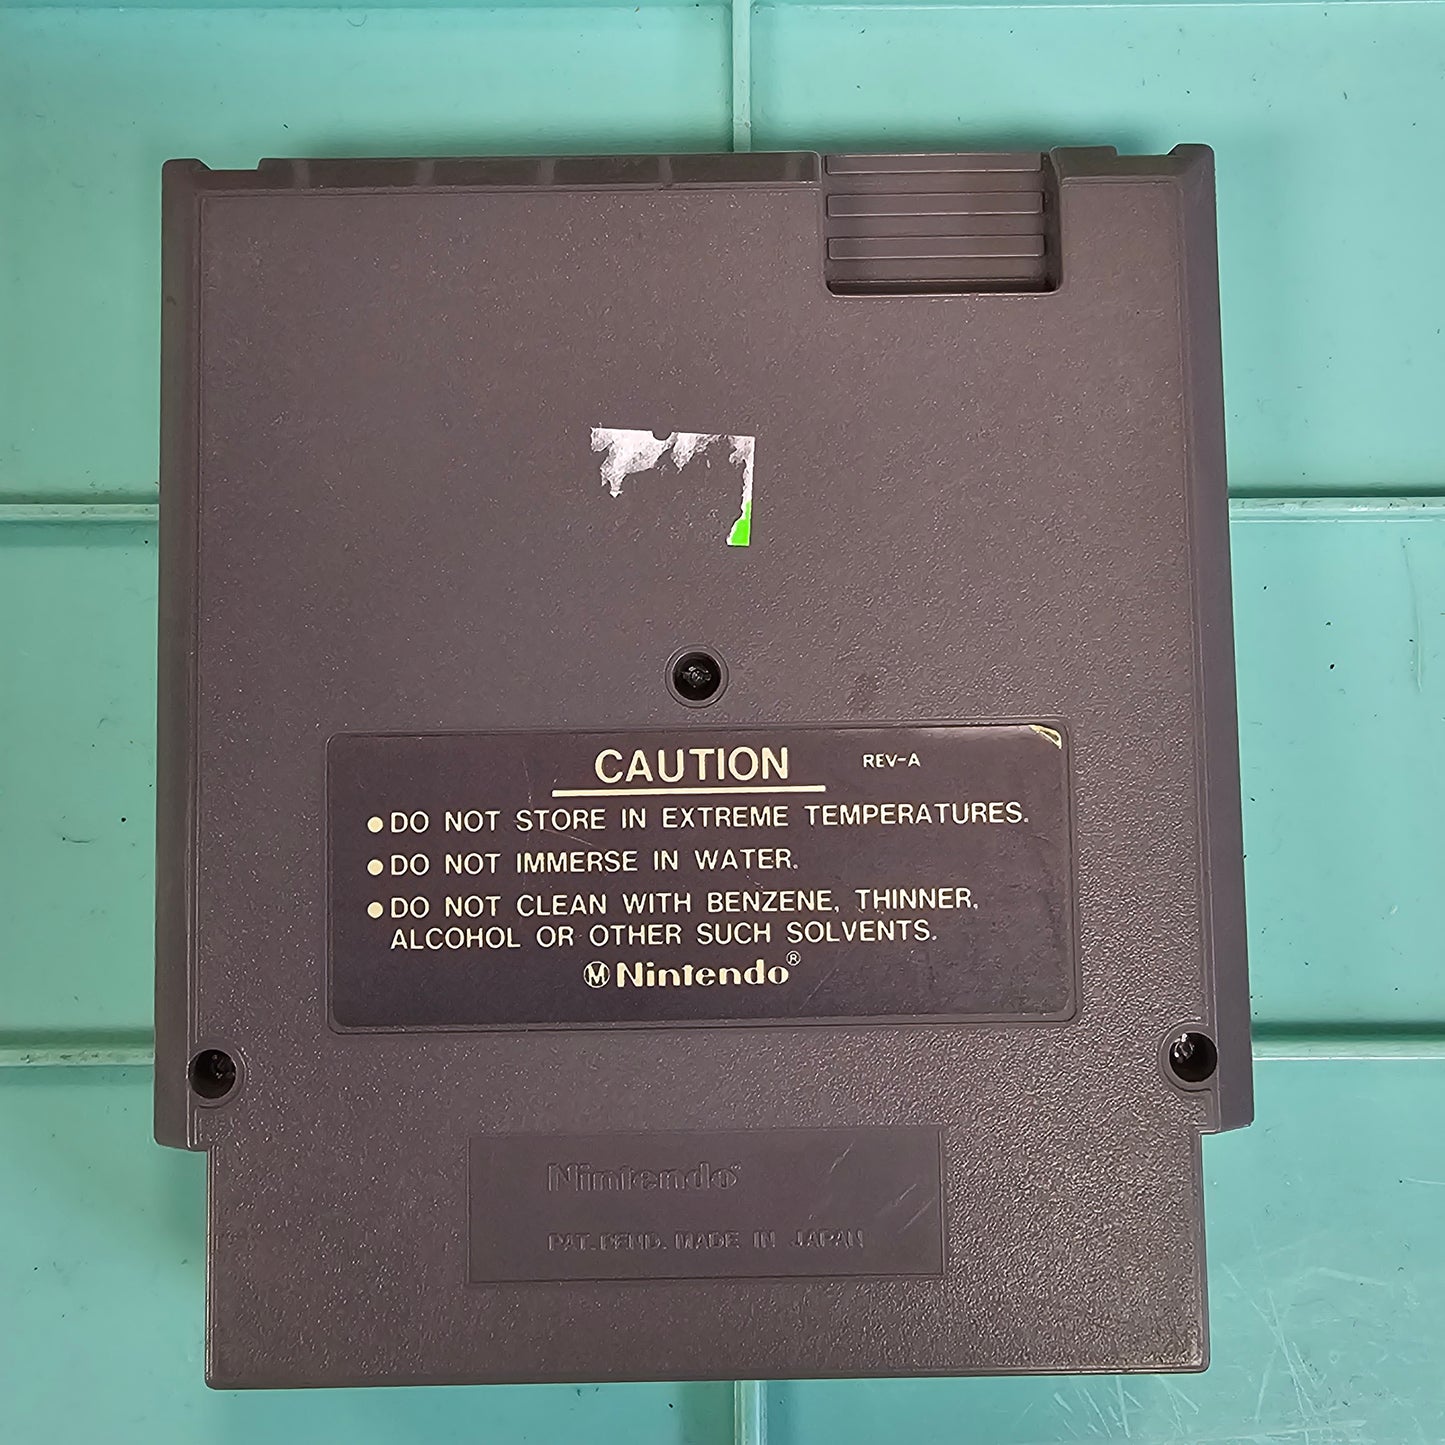 CAUTION REV-A
● DO NOT STORE IN EXTREME TEMPERATURES.
● DO NOT IMMERSE IN WATER.
● DO NOT CLEAN WITH BENZENE, THINNER,
ALCOHOL OR OTHER SUCH SOLVENTS.
Ⓜ Nintendo®
Nintendo®
PAT. PEND. MADE IN JAPAN